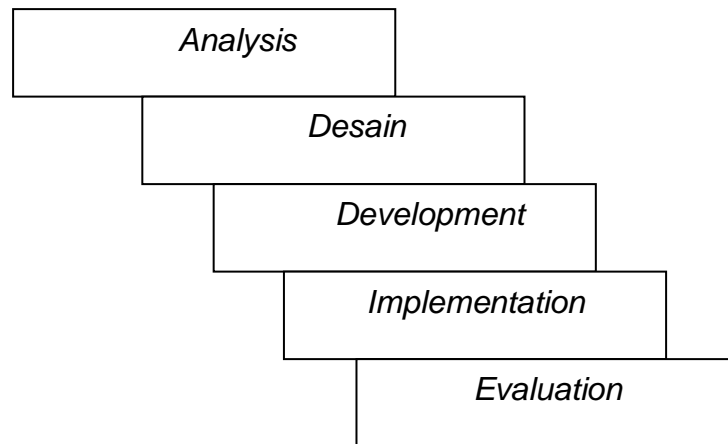 Analysis
Desain
Development
Implementation
Evaluation